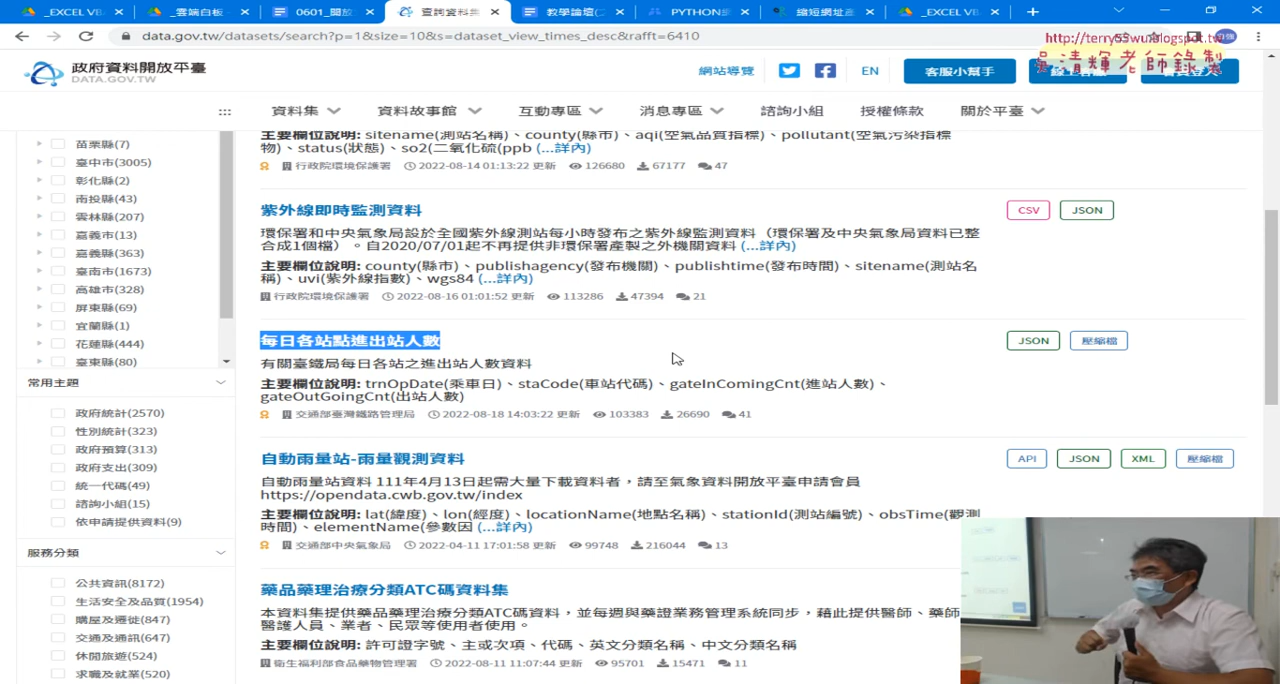 _EXCEL VB
_雲端白板 -
0601_開放
查詢資料集
教學論壇(2
PYTHON網
縮短網址產
_EXCEL VB
data.gov.tw/datasets/search?p=1&size=10&s=dataset_view_times_desc&rafft=6410
http://terry55wu.blogspot.tw
吳清輝老師錄製
政府資料開放平臺
DATA.GOV.TW
網站導覽
EN
客服小幫手
資料集
資料故事館
互動專區
消息專區
諮詢小組
授權條款
關於平臺
苗栗縣(7)
臺中市(3005)
彰化縣(2)
南投縣(43)
雲林縣(207)
嘉義市(13)
嘉義縣(363)
臺南市(1673)
高雄市(328)
屏東縣(69)
宜蘭縣(1)
花蓮縣(444)
臺東縣(80)
常用主題
政府統計(2570)
性別統計(323)
政府預算(313)
政府支出(309)
統一代碼(49)
諮詢小組(15)
依申請提供資料(9)
服務分類
公共資訊(8172)
生活安全及品質(1954)
購屋及遷徙(847)
交通及通訊(647)
休閒旅遊(524)
求職及就業(520)
主要欄位說明: sitename(測站名稱)、county(縣市)、aqi(空氣品質指標)、pollutant(空氣污染指標
物)、status(狀態)、so2(二氧化硫(ppb (...詳內)
行政院環境保護署 2022-08-14 01:13:22 更新 126680 67177 47
紫外線即時監測資料 CSV JSON
環保署和中央氣象局設於全國紫外線測站每小時發布之紫外線監測資料（環保署及中央氣象局資料已整
合成1個檔）。自2020/07/01起不再提供非環保署產製之外機關資料 (...詳內)
主要欄位說明: county(縣市)、publishagency(發布機關)、publishtime(發布時間)、sitename(測站名
稱)、uvi(紫外線指數)、wgs84 (...詳內)
行政院環境保護署 2022-08-16 01:01:52 更新 113286 47394 21
每日各站點進出站人數 JSON 壓縮檔
有關臺鐵局每日各站之進出站人數資料
主要欄位說明: trnOpDate(乘車日)、staCode(車站代碼)、gateInComingCnt(進站人數)、
gateOutGoingCnt(出站人數)
交通部臺灣鐵路管理局 2022-08-18 14:03:22 更新 103383 26690 41
自動雨量站-雨量觀測資料 API JSON XML 壓縮檔
自動雨量站資料 111年4月13日起需大量下載資料者，請至氣象資料開放平臺申請會員
https://opendata.cwb.gov.tw/index
主要欄位說明: lat(緯度)、lon(經度)、locationName(地點名稱)、stationId(測站編號)、obsTime(觀測
時間)、elementName(參數因 (...詳內)
交通部中央氣象局 2022-04-11 17:01:58 更新 99748 216044 13
藥品藥理治療分類ATC碼資料集
本資料集提供藥品藥理治療分類ATC碼資料，並每週與藥證業務管理系統同步，藉此提供醫師、藥師
醫護人員、業者、民眾等使用者使用。
主要欄位說明: 許可證字號、主或次項、代碼、英文分類名稱、中文分類名稱
衛生福利部食品藥物管理署 2022-08-11 11:07:44 更新 95701 15471 11